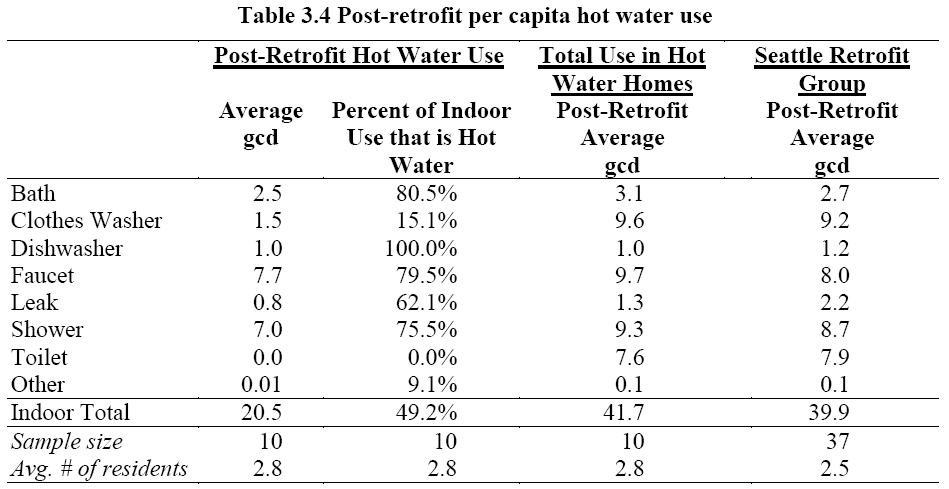 Table 3.4 Post-retrofit per capita hot water use
Post-Retrofit Hot Water Use Total Use in Hot Seattle Retrofit
Water Homes Group
Average Percent of Indoor Post-Retrofit Post-Retrofit
gcd Use that is Hot Average Average
Water gcd gcd
Bath 2.5 80.5% 3.1 2.7
Clothes Washer 1.5 15.1% 9.6 9.2
Dishwasher 1.0 100.0% 1.0 1.2
Faucet 7.7 79.5% 9.7 8.0
Leak 0.8 62.1% 1.3 2.2
Shower 7.0 75.5% 9.3 8.7
Toilet 0.0 0.0% 7.6 7.9
Other 0.01 9.1% 0.1 0.1
Indoor Total 20.5 49.2% 41.7 39.9
Sample size 10 10 10 37
Avg. # of residents 2.8 2.8 2.8 2.5